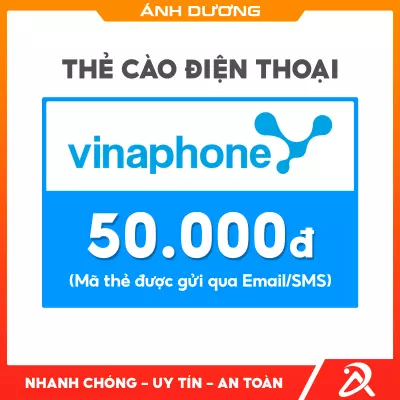 ÁNH DƯƠNG
THẺ CÀO ĐIỆN THOẠI
vinaphone
50.000đ
(Mã thẻ được gửi qua Email/SMS)
NHANH CHÓNG - UY TÍN - AN TOÀN